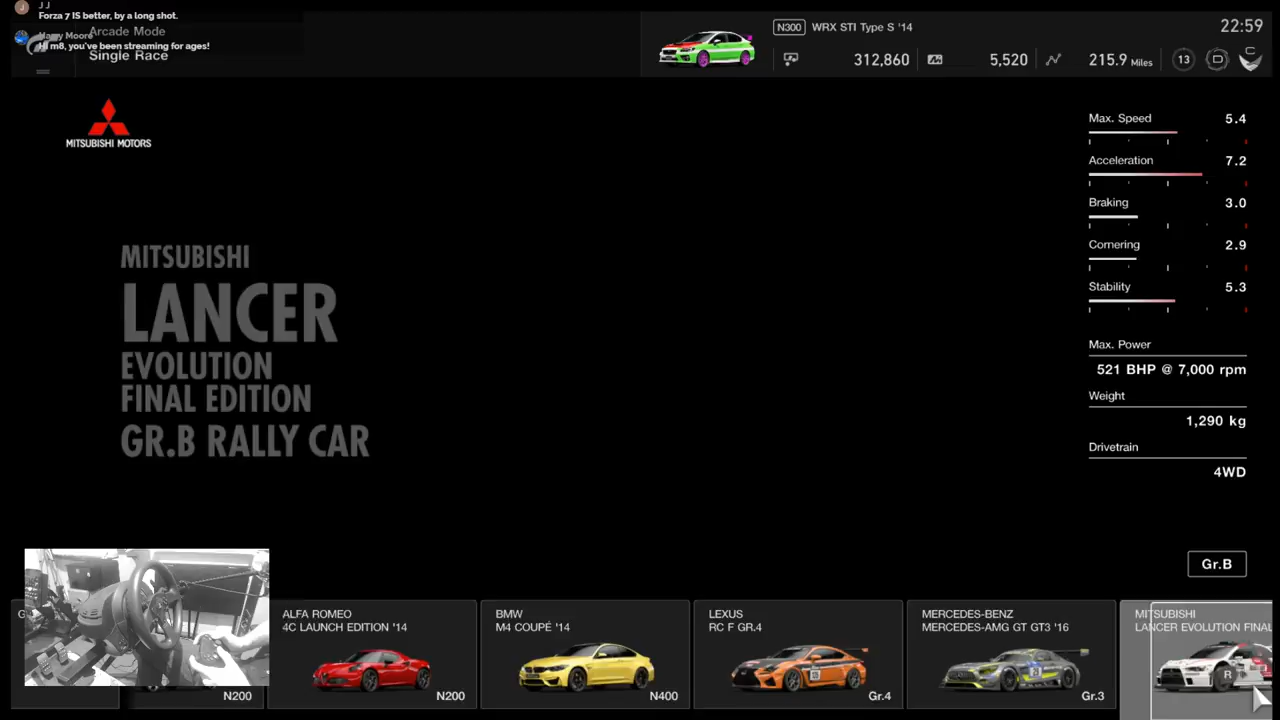 J J
Forza 7 IS better, by a long shot.
Harry Moore
Hi m8, you've been streaming for ages!
Arcade Mode
Single Race
N300 WRX STI Type S '14
22:59
312,860
5,520
215.9 Miles
13
D
C
MITSUBISHI MOTORS
MITSUBISHI
LANCER
EVOLUTION
FINAL EDITION
GR.B RALLY CAR
Max. Speed 5.4
Acceleration 7.2
Braking 3.0
Cornering 2.9
Stability 5.3
Max. Power
521 BHP @ 7,000 rpm
Weight
1,290 kg
Drivetrain
4WD
Gr.B
N200
ALFA ROMEO
4C LAUNCH EDITION '14
N200
BMW
M4 COUPÉ '14
N400
LEXUS
RC F GR.4
Gr.4
MERCEDES-BENZ
MERCEDES-AMG GT GT3 '16
Gr.3
MITSUBISHI
LANCER EVOLUTION FINAL
R